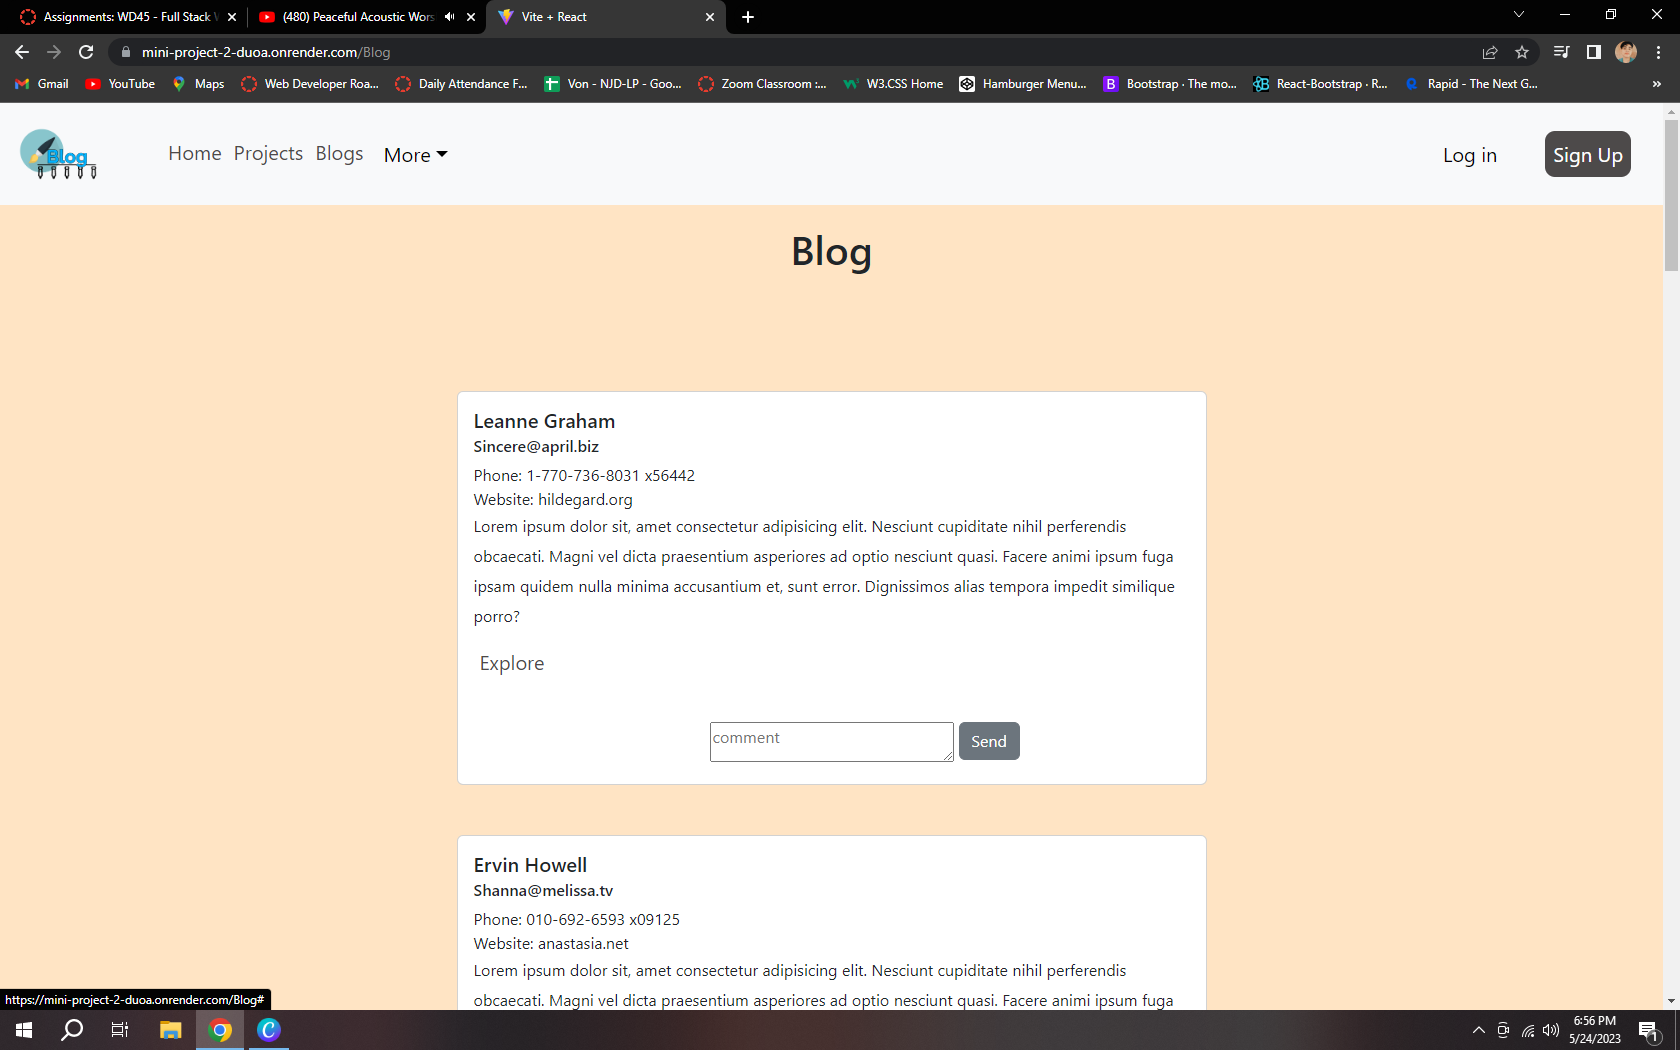 Assignments: WD45 - Full Stack
(480) Peaceful Acoustic Wors
Vite + React
mini-project-2-duoa.onrender.com/Blog
Gmail
YouTube
Maps
Web Developer Roa...
Daily Attendance F...
Von - NJD-LP - Goo...
Zoom Classroom :...
W3.CSS Home
Hamburger Menu...
B
Bootstrap · The mo...
React-Bootstrap · R...
Rapid - The Next G...
»
Blog
Home
Projects
Blogs
More
Log in
Sign Up
Blog
Leanne Graham
Sincere@april.biz
Phone: 1-770-736-8031 x56442
Website: hildegard.org
Lorem ipsum dolor sit, amet consectetur adipisicing elit. Nesciunt cupiditate nihil perferendis
obcaecati. Magni vel dicta praesentium asperiores ad optio nesciunt quasi. Facere animi ipsum fuga
ipsam quidem nulla minima accusantium et, sunt error. Dignissimos alias tempora impedit similique
porro?
Explore
comment
Send
Ervin Howell
Shanna@melissa.tv
Phone: 010-692-6593 x09125
Website: anastasia.net
Lorem ipsum dolor sit, amet consectetur adipisicing elit. Nesciunt cupiditate nihil perferendis
obcaecati. Magni vel dicta praesentium asperiores ad optio nesciunt quasi. Facere animi ipsum fuga
https://mini-project-2-duoa.onrender.com/Blog#
6:56 PM
5/24/2023
1